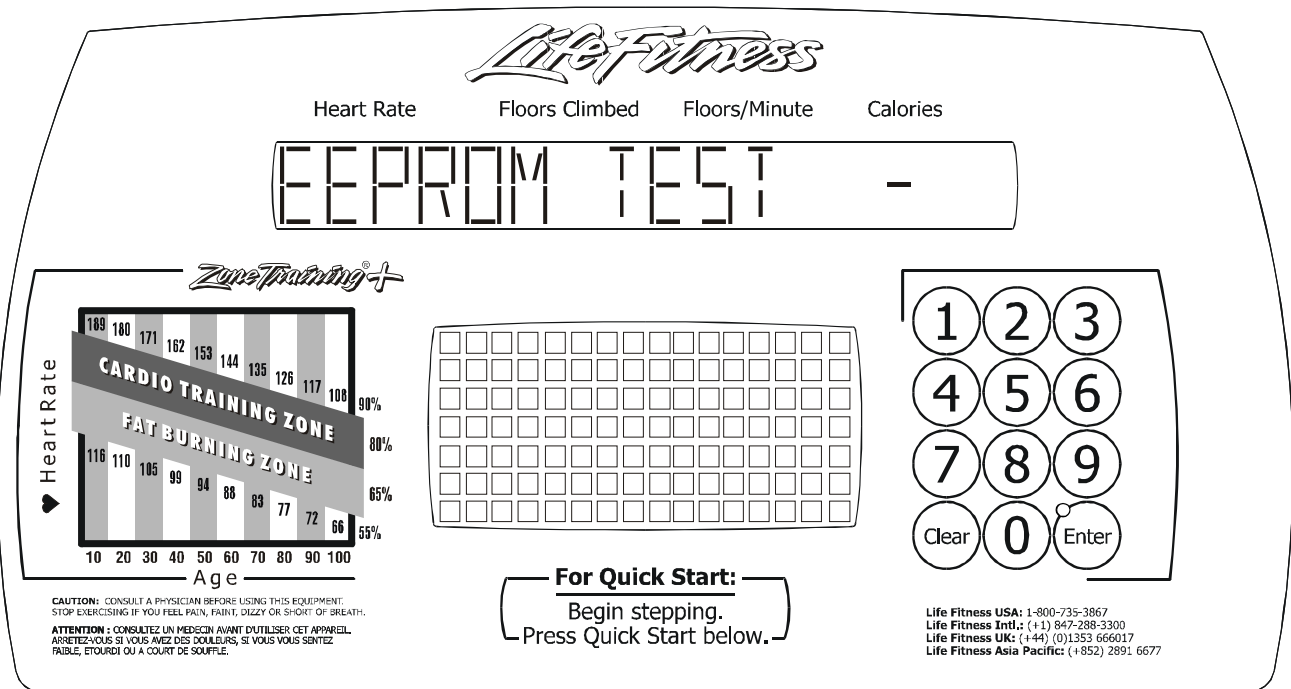 Life Fitness
Heart Rate Floors Climbed Floors/Minute Calories
EEPROM TEST -
Zone Training®+
189 180 171 162 153 144 135 126 117 108
90%
CARDIO TRAINING ZONE
80%
FAT BURNING ZONE
65%
116 110 105 99 94 88 83 77 72 66
55%
♥ Heart Rate
10 20 30 40 50 60 70 80 90 100
Age
CAUTION: CONSULT A PHYSICIAN BEFORE USING THIS EQUIPMENT.
STOP EXERCISING IF YOU FEEL PAIN, FAINT, DIZZY OR SHORT OF BREATH.
ATTENTION : CONSULTEZ UN MEDECIN AVANT D'UTILISER CET APPAREIL.
ARRETEZ-VOUS SI VOUS AVEZ DES DOULEURS, SI VOUS VOUS SENTEZ
FAIBLE, ETOURDI OU A COURT DE SOUFFLE.
For Quick Start:
Begin stepping.
Press Quick Start below.
1 2 3
4 5 6
7 8 9
Clear 0 Enter
Life Fitness USA: 1-800-735-3867
Life Fitness Intl.: (+1) 847-288-3300
Life Fitness UK: (+44) (0)1353 666017
Life Fitness Asia Pacific: (+852) 2891 6677